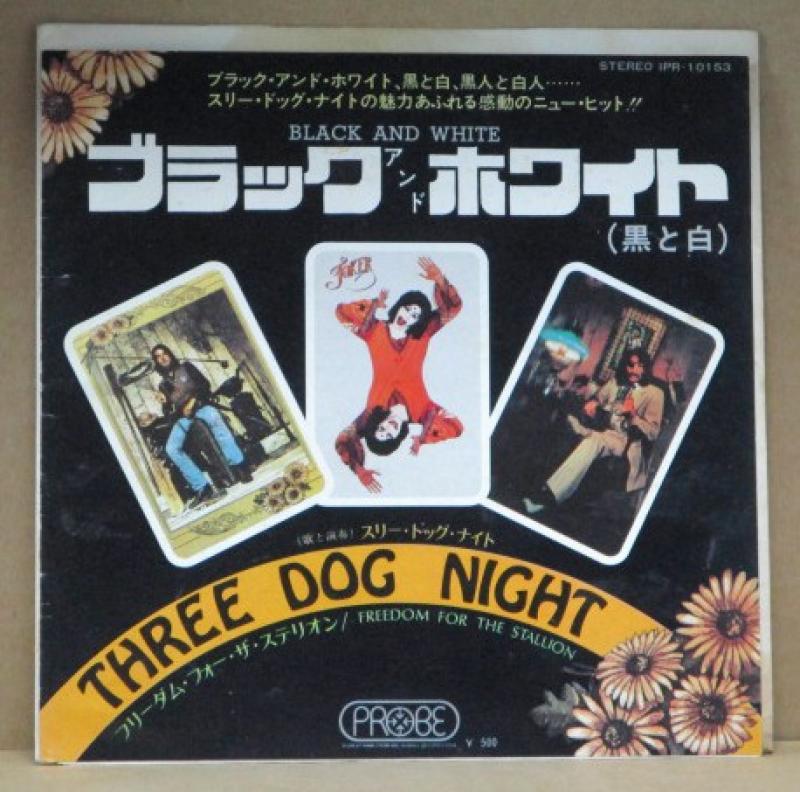 STEREO IPR-10153
ブラック・アンド・ホワイト、黒と白、黒人と白人……
スリー・ドッグ・ナイトの魅力あふれる感動のニュー・ヒット!!
BLACK AND WHITE
ブラック アンド ホワイト
(黒と白)
JOKER
(歌と演奏) スリー・ドッグ・ナイト
THREE DOG NIGHT
フリーダム・フォー・ザ・ステリオン/ FREEDOM FOR THE STALLION
PROBE
¥ 500